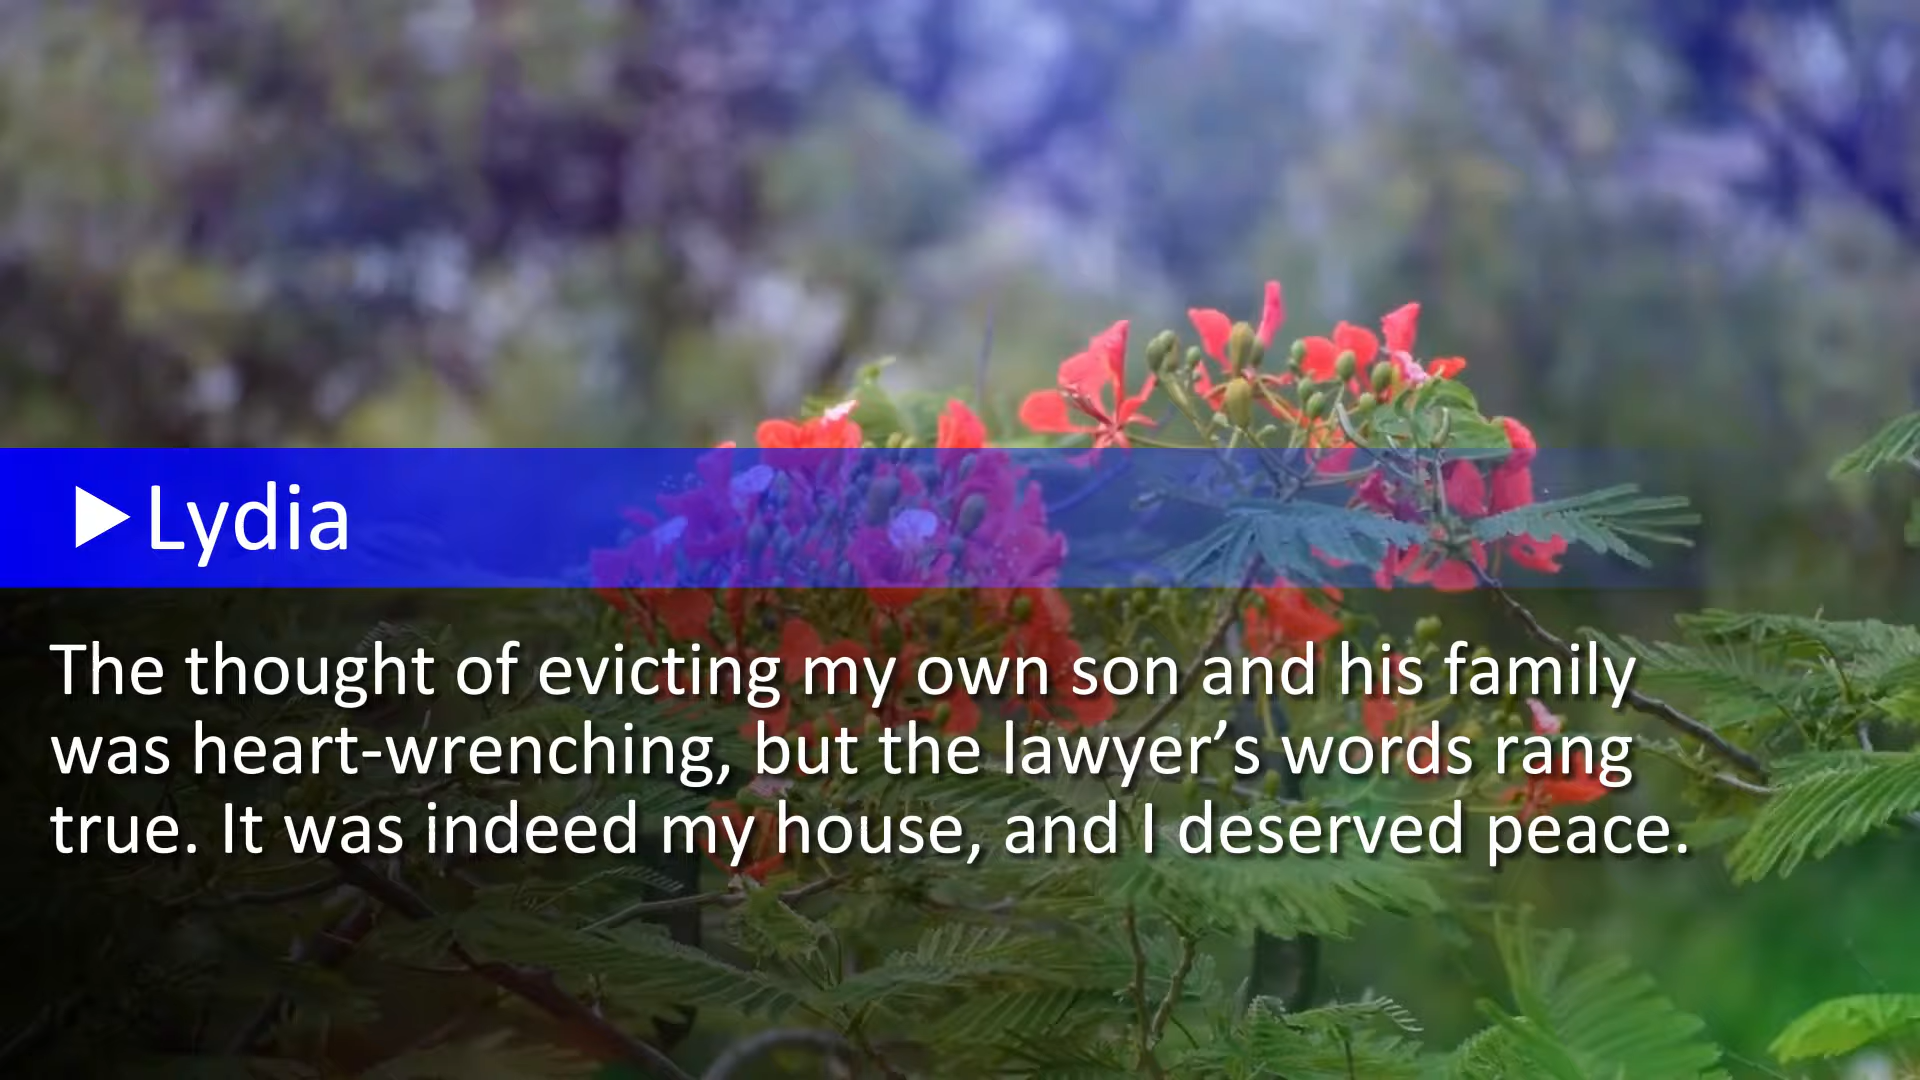 Lydia
The thought of evicting my own son and his family
was heart-wrenching, but the lawyer’s words rang
true. It was indeed my house, and I deserved peace.